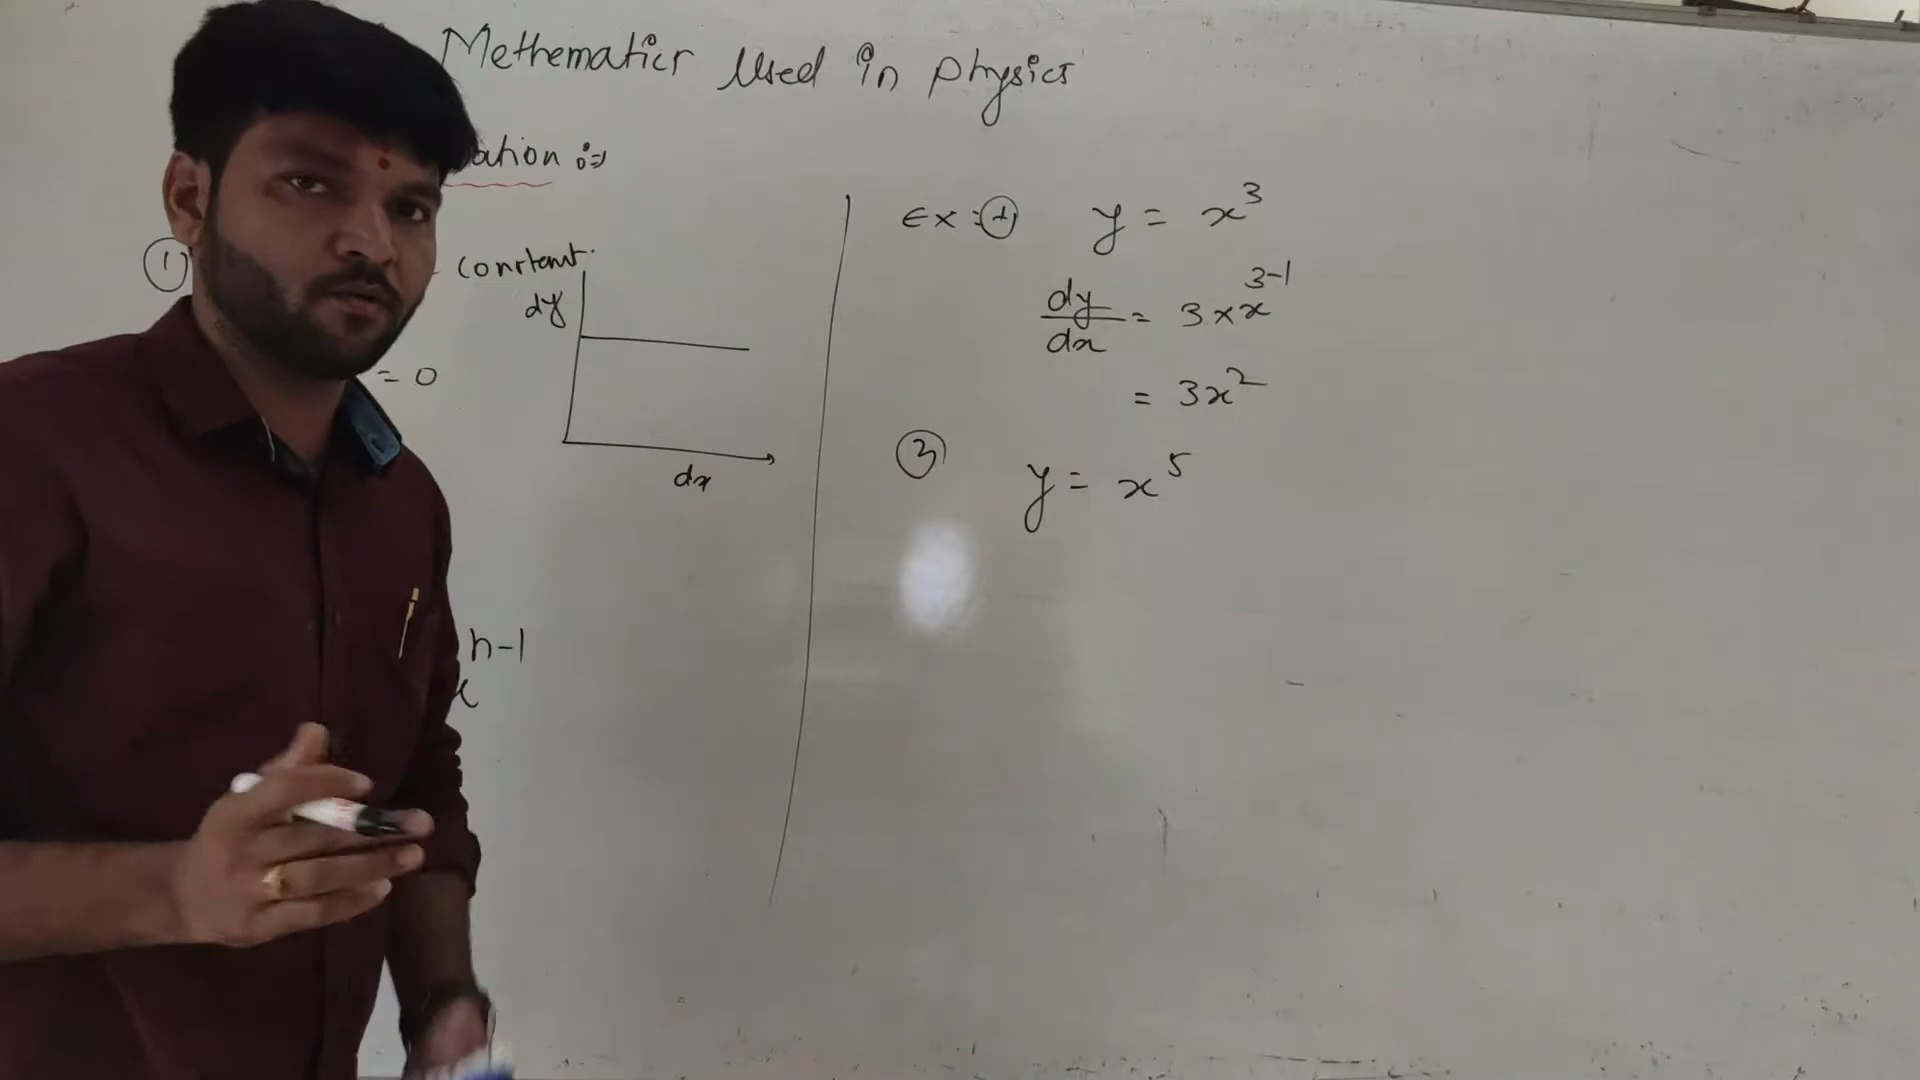 Methematics Used in physics
ation :⇒
① constant.
dy
= 0
dx
n-1
x
Ex :① y = x³
dy/dx = 3 × x³⁻¹
= 3x²
② y = x⁵